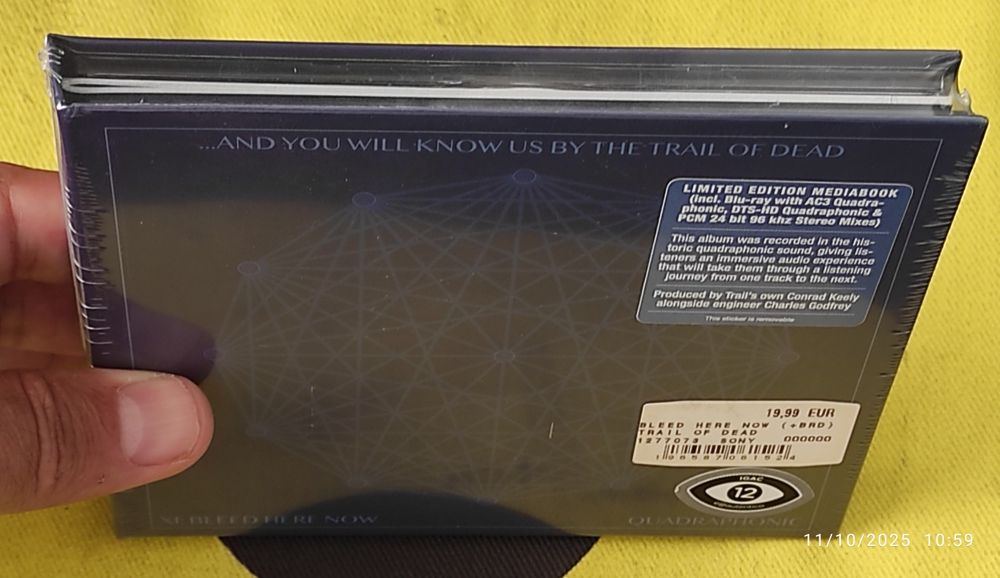 ...AND YOU WILL KNOW US BY THE TRAIL OF DEAD
LIMITED EDITION MEDIABOOK
(incl. Blu-ray with AC3 Quadra-
phonic, DTS-HD Quadraphonic &
PCM 24 bit 96 khz Stereo Mixes)
This album was recorded in the his-
toric quadraphonic sound, giving lis-
teners an immersive audio experience
that will take them through a listening
journey from one track to the next.
Produced by Trail's own Conrad Keely
alongside engineer Charles Godfrey
This sticker is removable
19,99 EUR
BLEED HERE NOW (+BRD)
TRAIL OF DEAD
1277073 SONY 000000
198587081524
IGAC
12
XI: BLEED HERE NOW
QUADRAPHONIC
11/10/2025 10:59